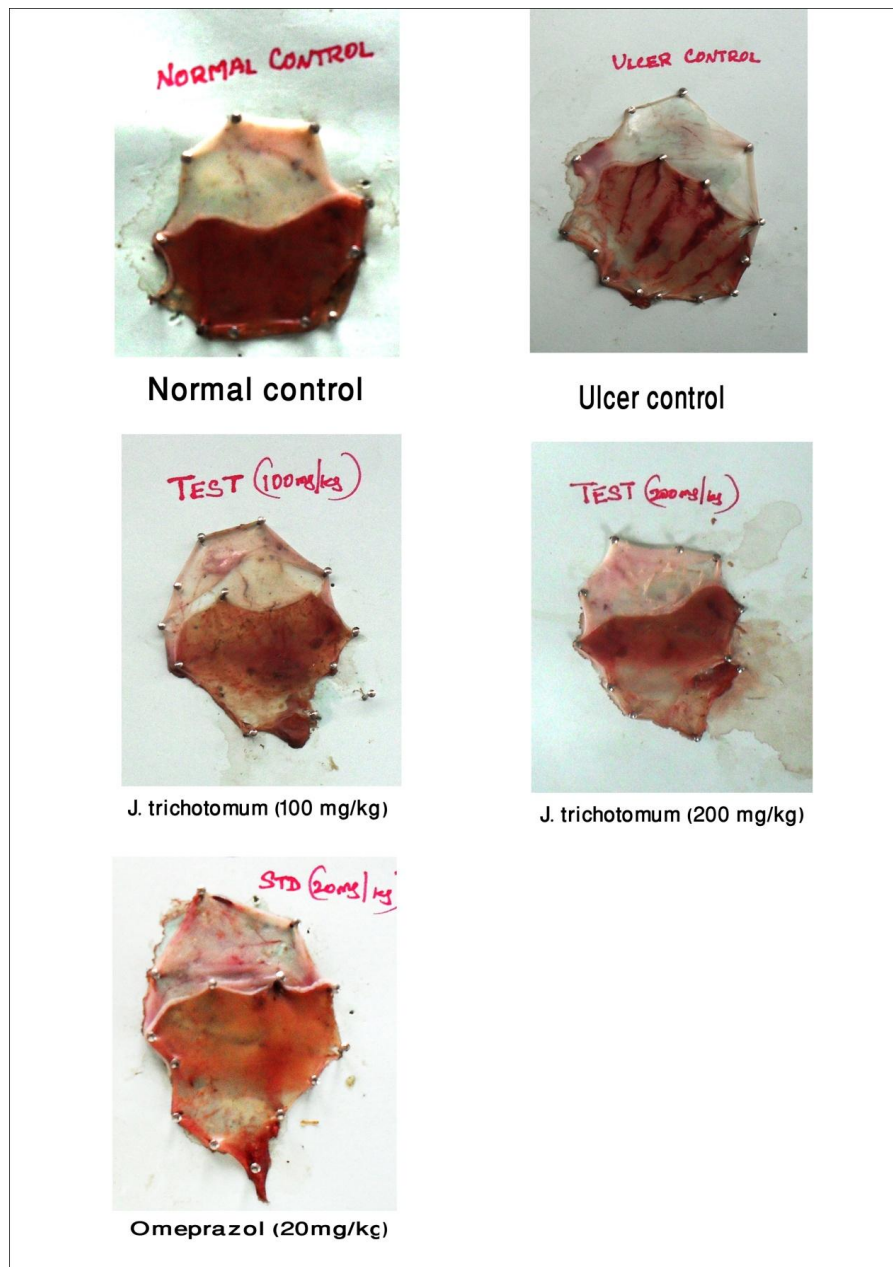 NORMAL CONTROL
ULCER CONTROL
Normal control
Ulcer control
TEST (100mg/kg)
TEST (200mg/kg)
J. trichotomum (100 mg/kg)
J. trichotomum (200 mg/kg)
STD (20mg/kg)
Omeprazol (20mg/kg)